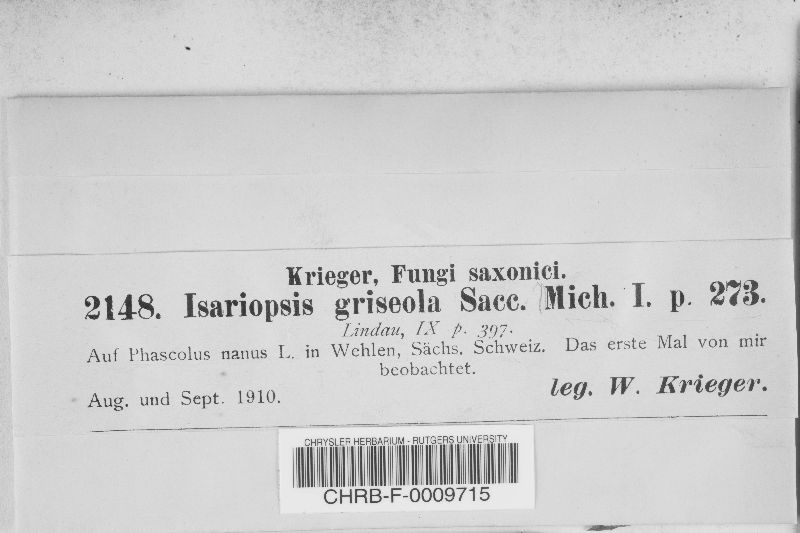 Krieger, Fungi saxonici.
2148. Isariopsis griseola Sacc. Mich. I. p. 273.
Lindau, IX p. 397.
Auf Phaseolus nanus L. in Wehlen, Sächs. Schweiz. Das erste Mal von mir
beobachtet.
Aug. und Sept. 1910. leg. W. Krieger.
CHRYSLER HERBARIUM - RUTGERS UNIVERSITY
CHRB-F-0009715